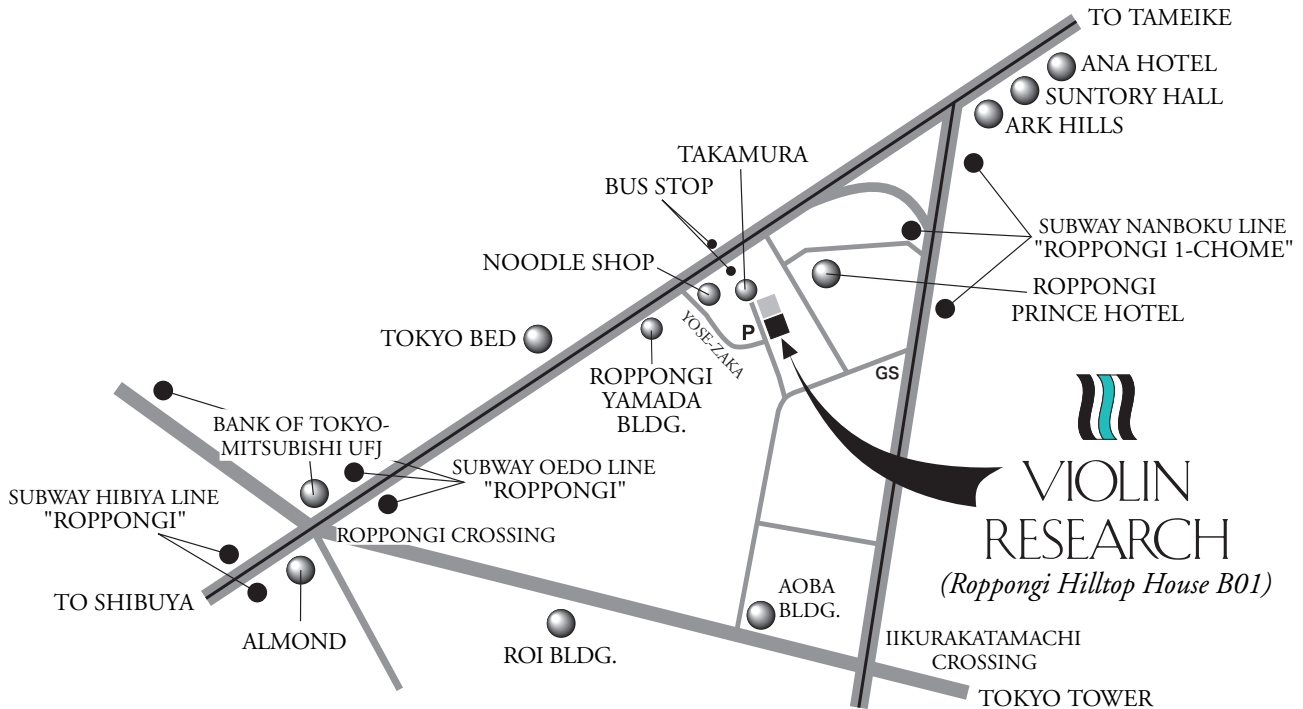 TO TAMEIKE
ANA HOTEL
SUNTORY HALL
ARK HILLS
TAKAMURA
BUS STOP
SUBWAY NANBOKU LINE
"ROPPONGI 1-CHOME"
NOODLE SHOP
ROPPONGI
PRINCE HOTEL
YOSE-ZAKA
P
TOKYO BED
ROPPONGI
YAMADA
BLDG.
GS
BANK OF TOKYO-
MITSUBISHI UFJ
SUBWAY OEDO LINE
"ROPPONGI"
SUBWAY HIBIYA LINE
"ROPPONGI"
ROPPONGI CROSSING
VIOLIN
RESEARCH
(Roppongi Hilltop House B01)
TO SHIBUYA
ALMOND
ROI BLDG.
AOBA
BLDG.
IIKURAKATAMACHI
CROSSING
TOKYO TOWER